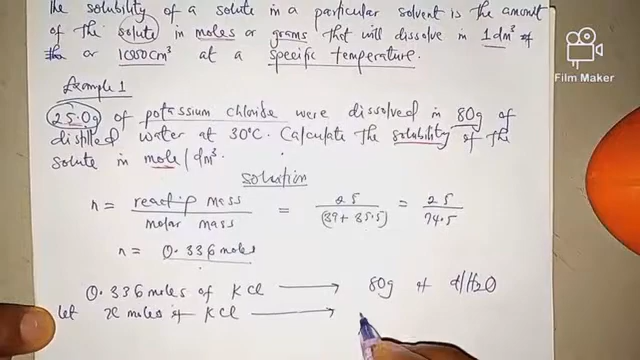 The solubility of a solute in a particular solvent is the amount
of the solute in moles or grams that will dissolve in 1dm³ of
or 1000cm³ at a specific temperature.
Example 1
25.0g of potassium chloride were dissolved in 80g of
distilled water at 30°C. Calculate the solubility of the
solute in mole/dm³.
Solution
n = react.g mass / molar mass = 25 / (39 + 35.5) = 25 / 74.5
n = 0.336 moles
0.336 moles of KCl → 80g of d/H2O
let x moles of KCl →
Film Maker